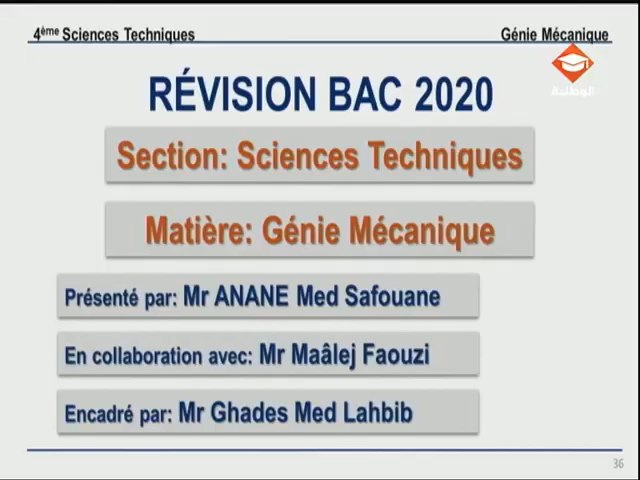 4ème Sciences Techniques
Génie Mécanique
الوطنية
RÉVISION BAC 2020
Section: Sciences Techniques
Matière: Génie Mécanique
Présenté par: Mr ANANE Med Safouane
En collaboration avec: Mr Maâlej Faouzi
Encadré par: Mr Ghades Med Lahbib
36